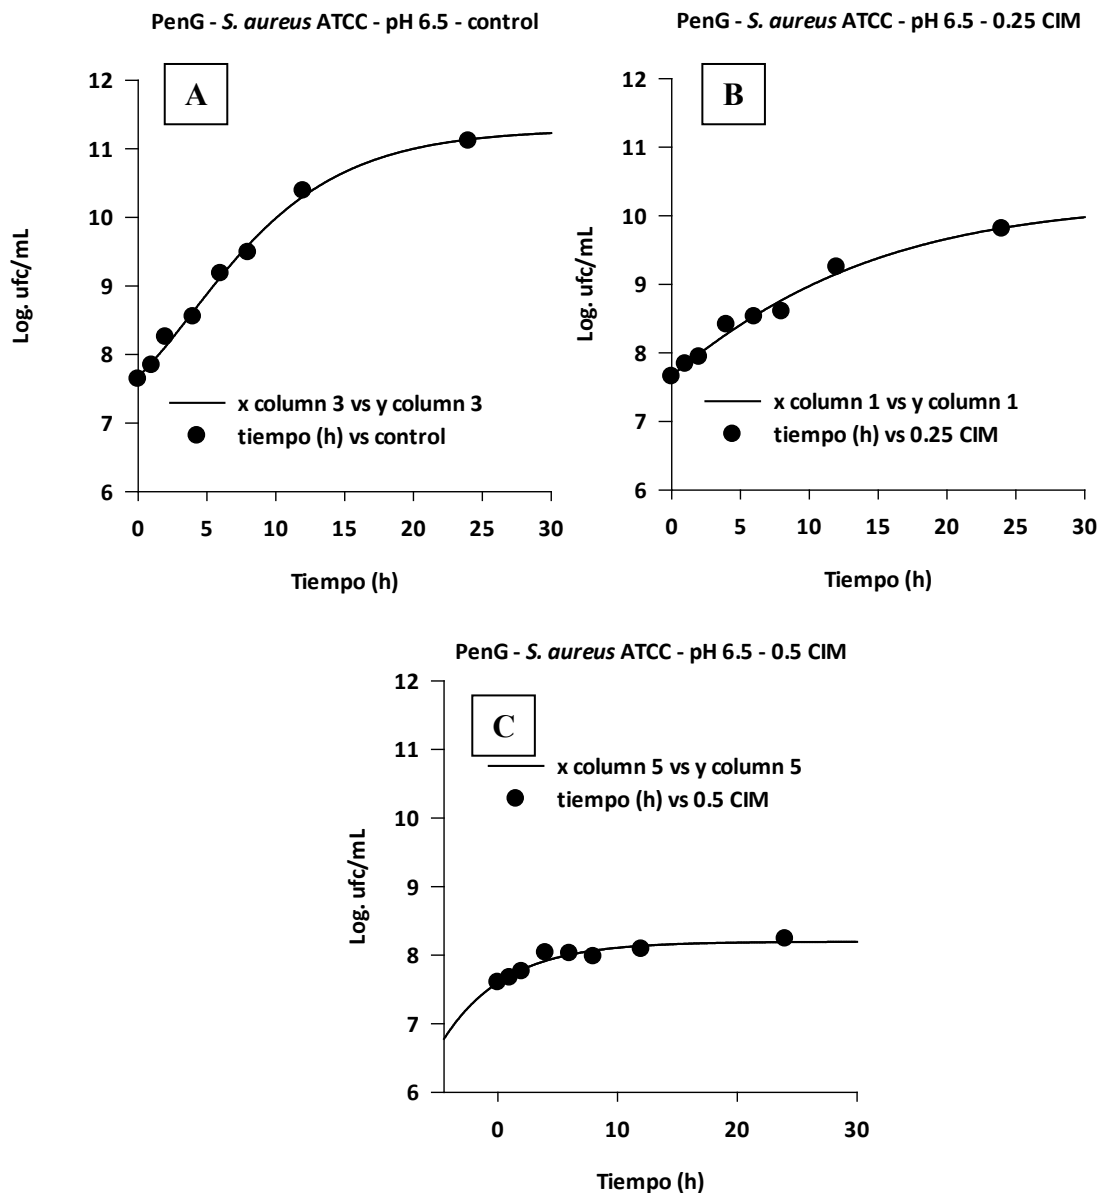 PenG - S. aureus ATCC - pH 6.5 - control
A
12
11
10
9
8
7
6
Log. ufc/mL
x column 3 vs y column 3
tiempo (h) vs control
0 5 10 15 20 25 30
Tiempo (h)
PenG - S. aureus ATCC - pH 6.5 - 0.25 CIM
B
12
11
10
9
8
7
6
Log. ufc/mL
x column 1 vs y column 1
tiempo (h) vs 0.25 CIM
0 5 10 15 20 25 30
Tiempo (h)
PenG - S. aureus ATCC - pH 6.5 - 0.5 CIM
C
12
11
10
9
8
7
6
Log. ufc/mL
x column 5 vs y column 5
tiempo (h) vs 0.5 CIM
0 10 20 30
Tiempo (h)